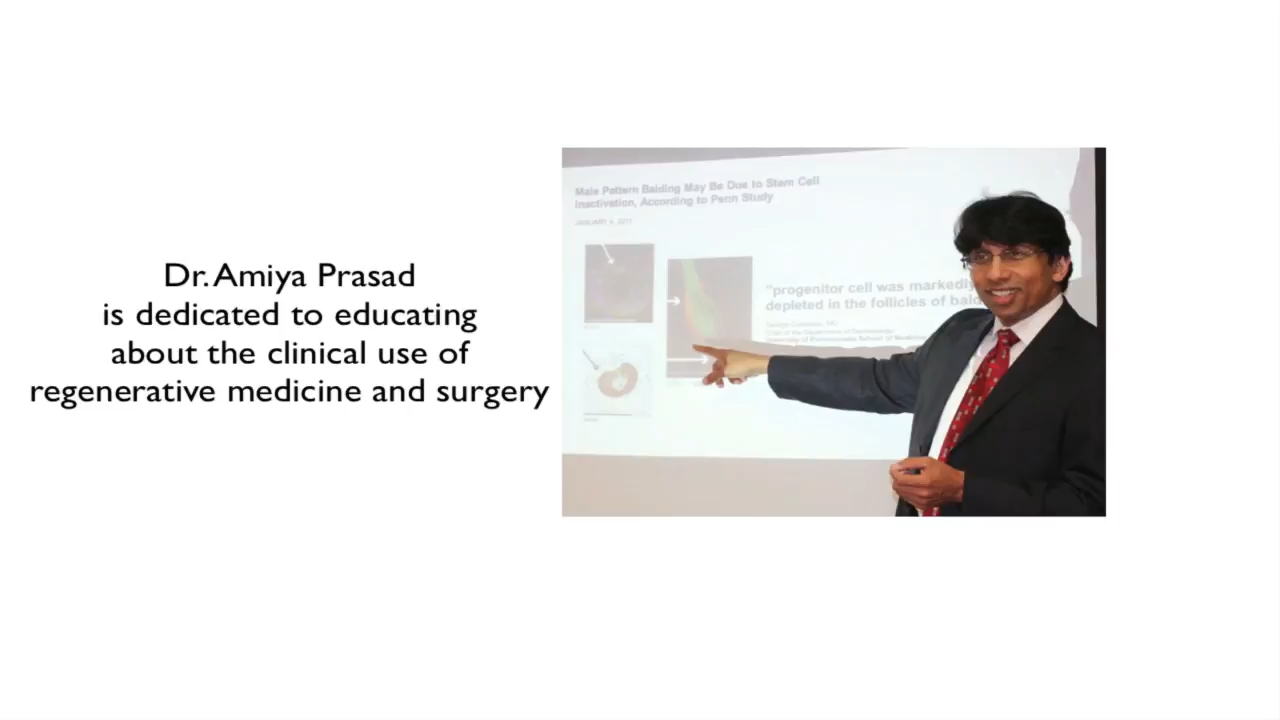 Dr. Amiya Prasad
is dedicated to educating
about the clinical use of
regenerative medicine and surgery
Male Pattern Balding May Be Due to Stem Cell
Inactivation, According to Penn Study
JANUARY 4, 2011
"progenitor cell was markedly
depleted in the follicles of bald